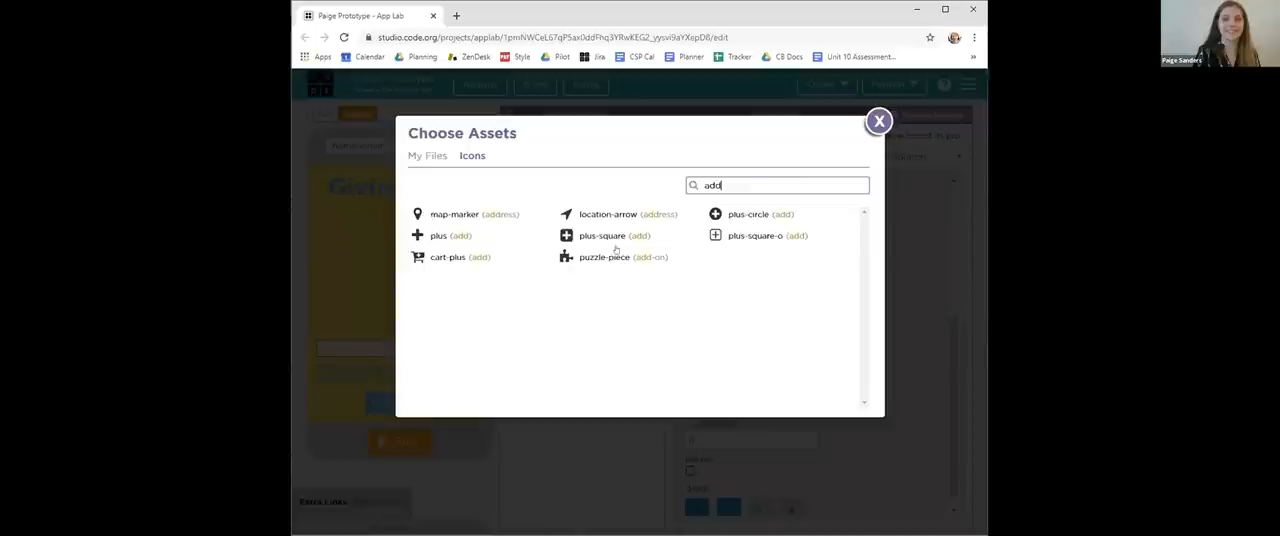 Paige Prototype - App Lab
studio.code.org/projects/applab/1pmNWCeL67qP5ax0ddFhq3YRwKEG2_yysvi9aYXepD8/edit
Apps Calendar Planning ZenDesk Style Pilot Jira CSP Cal Planner Tracker CB Docs Unit 10 Assessment... »
Paige Sanders
Choose Assets
X
My Files Icons
add
map-marker (address) location-arrow (address) plus-circle (add)
plus (add) plus-square (add) plus-square-o (add)
cart-plus (add) puzzle-piece (add-on)
Run
Extra Links